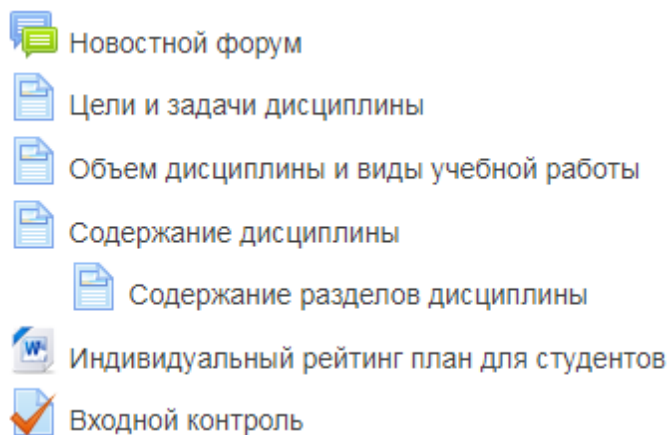 Новостной форум
Цели и задачи дисциплины
Объем дисциплины и виды учебной работы
Содержание дисциплины
Содержание разделов дисциплины
Индивидуальный рейтинг план для студентов
Входной контроль